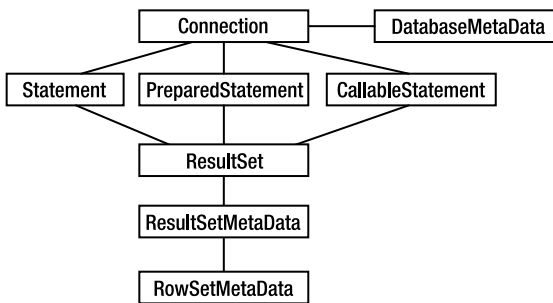 Connection
DatabaseMetaData
Statement
PreparedStatement
CallableStatement
ResultSet
ResultSetMetaData
RowSetMetaData